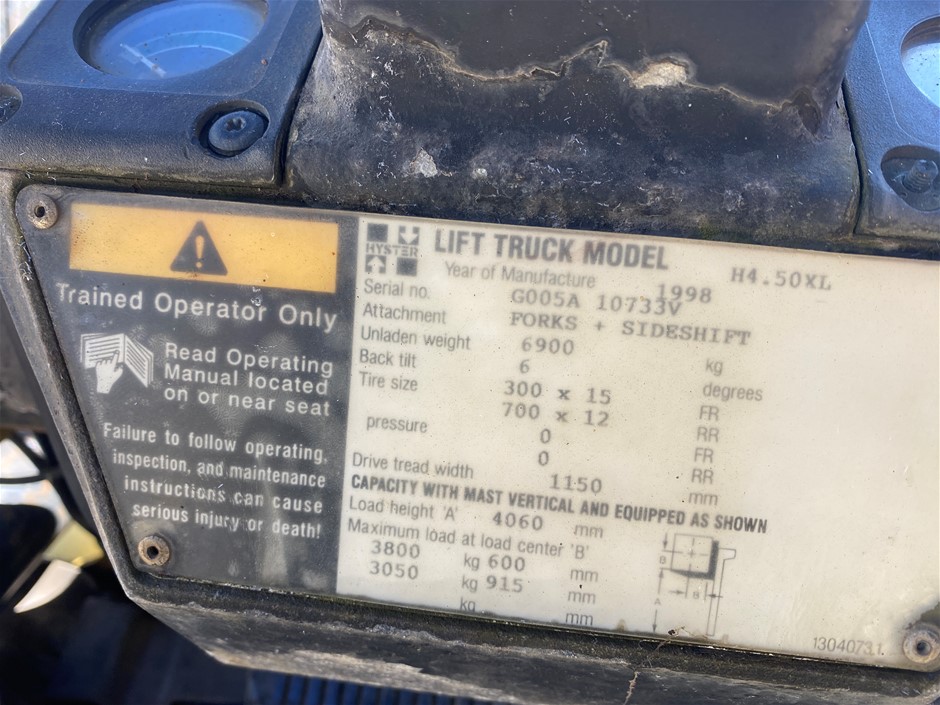 Trained Operator Only
Read Operating
Manual located
on or near seat
Failure to follow operating,
inspection, and maintenance
instructions can cause
serious injury or death!
HYSTER
LIFT TRUCK MODEL H4.50XL
Year of Manufacture 1998
Serial no. G005A 10733V
Attachment FORKS + SIDESHIFT
Unladen weight 6900 kg
Back tilt 6 degrees
Tire size 300 x 15 FR
700 x 12 RR
pressure 0 FR
0 RR
Drive tread width 1150 mm
CAPACITY WITH MAST VERTICAL AND EQUIPPED AS SHOWN
Load height 'A' 4060 mm
Maximum load at load center 'B'
3800 kg 600 mm
3050 kg 915 mm
kg mm
B
A
B
1304073.1.